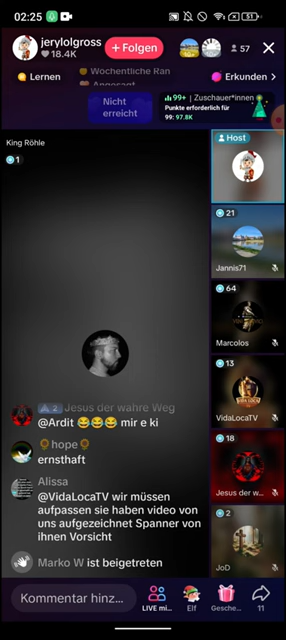 02:25
51
jerylolgross
18.4K
+ Folgen
57
Lernen
Wöchentliche Ran
Erkunden >
Angesagt
Nicht
erreicht
99+ | Zuschauer*innen
Punkte erforderlich für
99: 97.8K
King Röhle
1
Host
21
Jannis71
64
Marcolos
13
VidaLocaTV
18
Jesus der w...
2
JoD
2 Jesus der wahre Weg
@Ardit 😂😂😂 mir e ki
🌻hope🌻
ernsthaft
Alissa
@VidaLocaTV wir müssen
aufpassen sie haben video von
uns aufgezeichnet Spanner von
ihnen Vorsicht
Marko W ist beigetreten
Kommentar hinz...
LIVE mi...
Elf
Gesche...
11